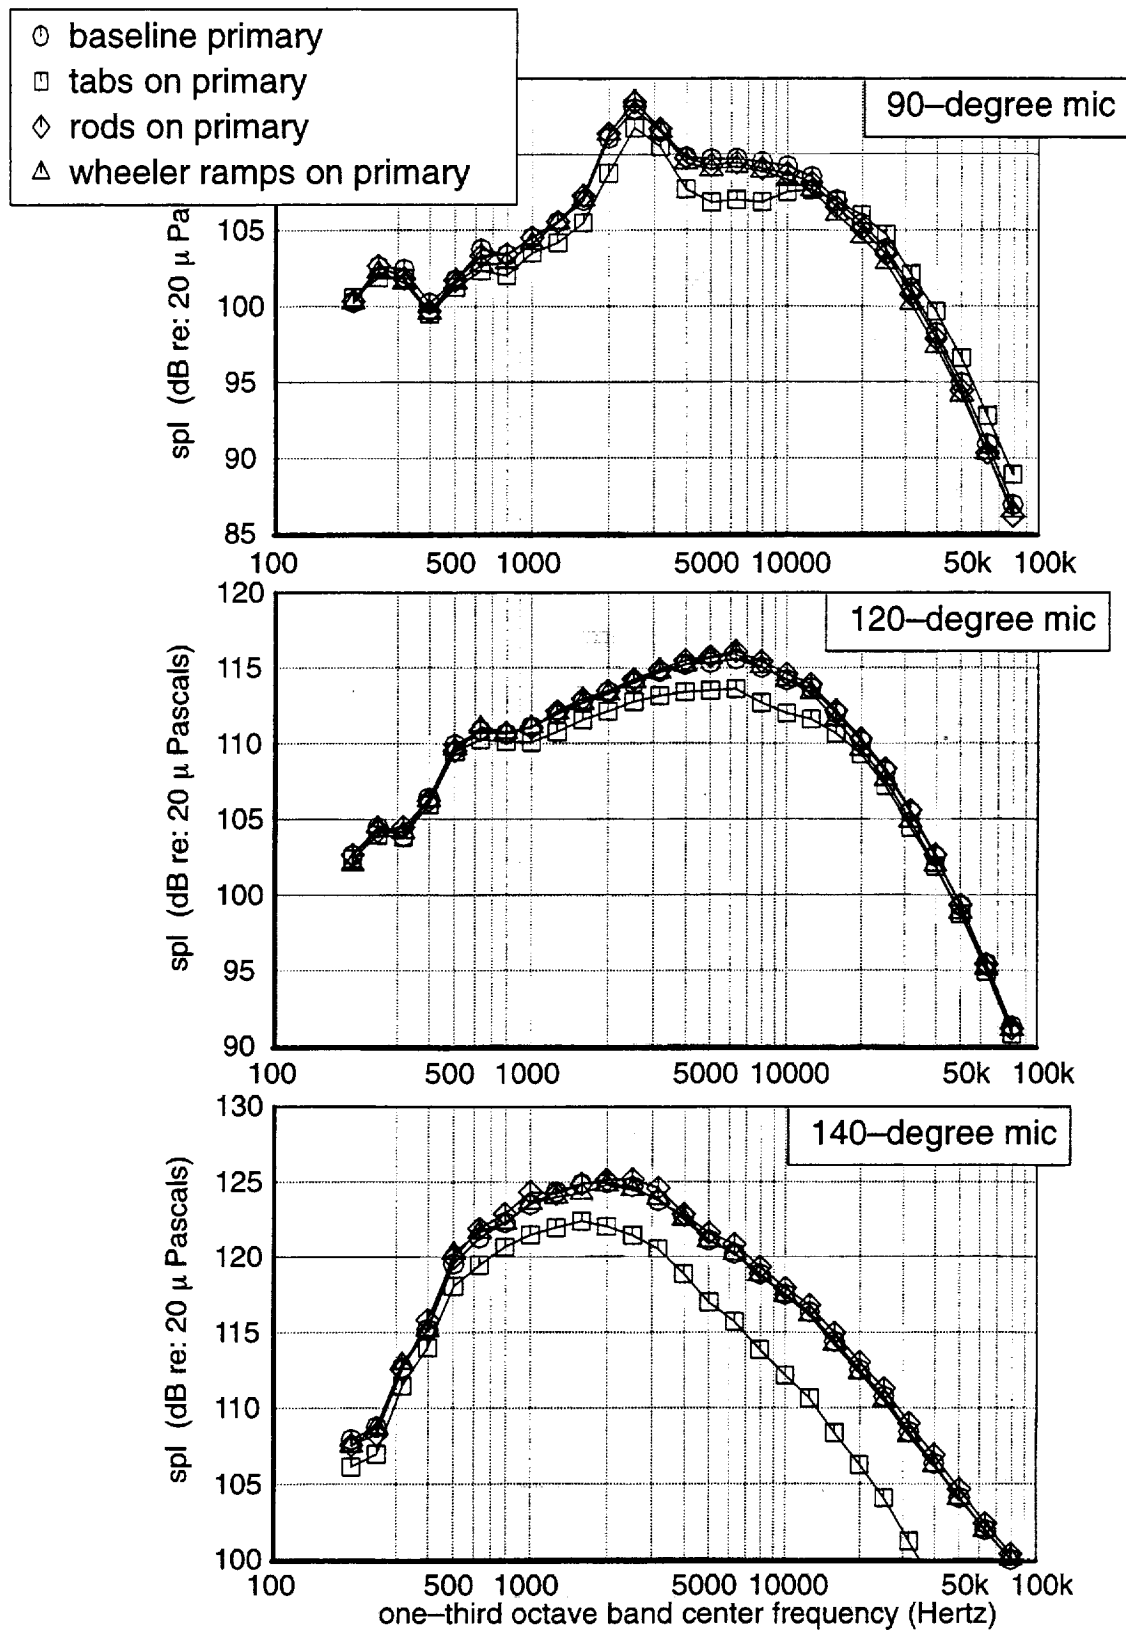 baseline primary
tabs on primary
rods on primary
wheeler ramps on primary
90–degree mic
spl (dB re: 20 µ Pa
105
100
95
90
85
100 500 1000 5000 10000 50k 100k
120–degree mic
spl (dB re: 20 µ Pascals)
120
115
110
105
100
95
90
100 500 1000 5000 10000 50k 100k
140–degree mic
spl (dB re: 20 µ Pascals)
130
125
120
115
110
105
100
100 500 1000 5000 10000 50k 100k
one–third octave band center frequency (Hertz)